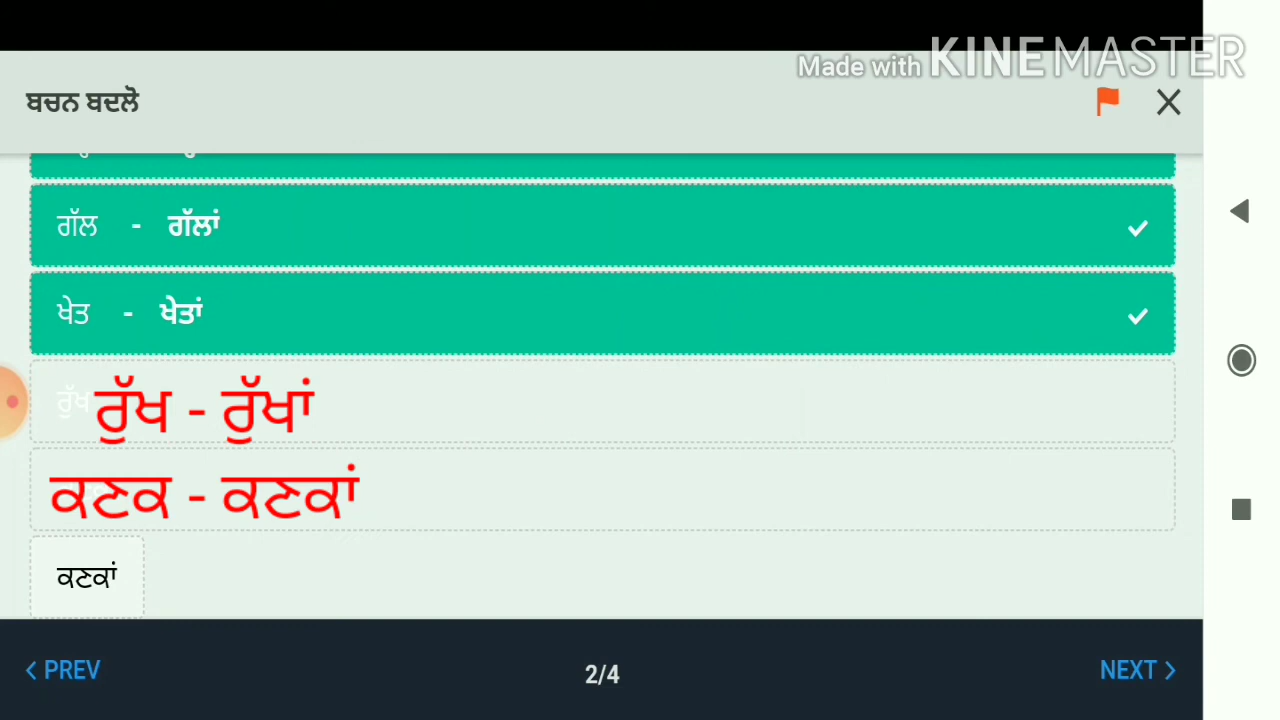 Made with KINEMASTER
ਬਚਨ ਬਦਲੋ
ਗੱਲ - ਗੱਲਾਂ
ਖੇਤ - ਖੇਤਾਂ
ਰੁੱਖ
ਰੁੱਖ - ਰੁੱਖਾਂ
ਕਣਕ - ਕਣਕਾਂ
ਕਣਕਾਂ
PREV
2/4
NEXT